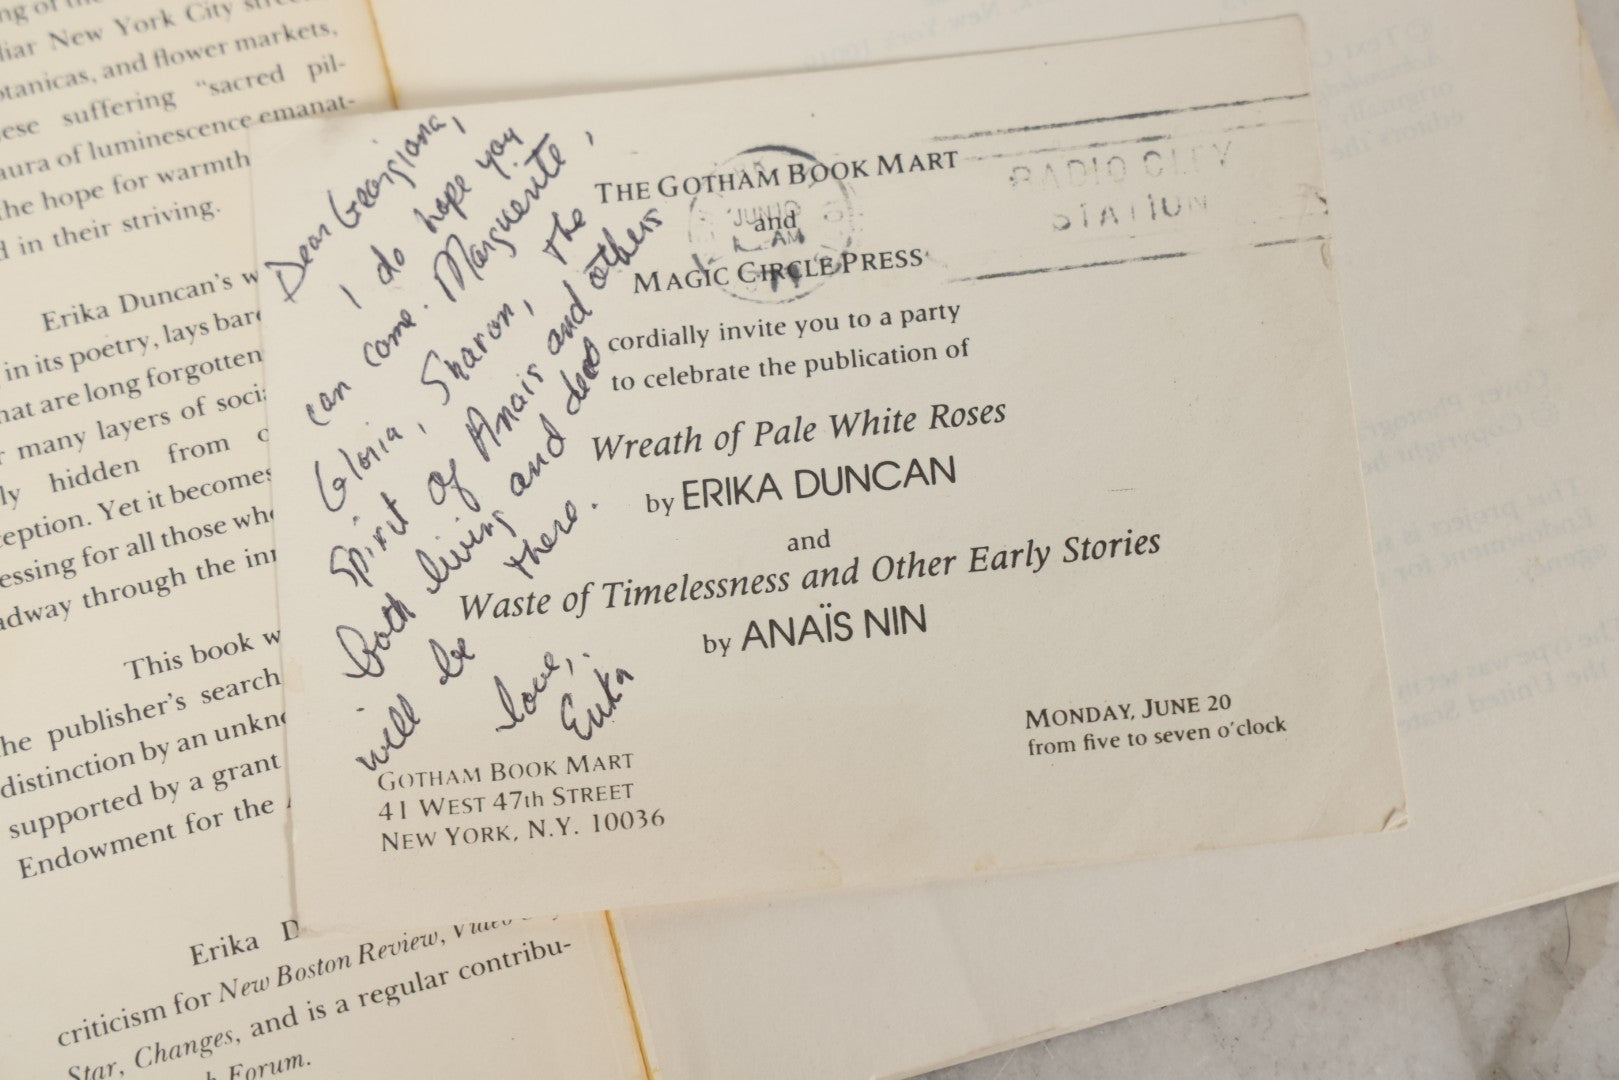 liar New York City
and flower markets,
suffering "sacred pil-
aura of luminescence emanat-
the hope for warmth
in their striving.
Erika Duncan's
in its poetry, lays bare
that are long forgotten
many layers of
hidden from
Yet it becomes
for all those who
through the
This book
publisher's search
distinction by an
supported by a grant
Endowment for the
Erika D
criticism for New Boston Review,
Star, Changes, and is a regular contribu-
Forum.
Dear Georgiana,
I do hope you
can come. Marguerite,
Gloria, Sharon, the
spirit of Anais and others
both living and dead
will be there.
love,
Erika
THE GOTHAM BOOK MART
and
MAGIC CIRCLE PRESS
cordially invite you to a party
to celebrate the publication of
Wreath of Pale White Roses
by ERIKA DUNCAN
and
Waste of Timelessness and Other Early Stories
by ANAÏS NIN
MONDAY, JUNE 20
from five to seven o'clock
GOTHAM BOOK MART
41 WEST 47th STREET
NEW YORK, N.Y. 10036
RADIO CITY
STATION
JUN 10
AM